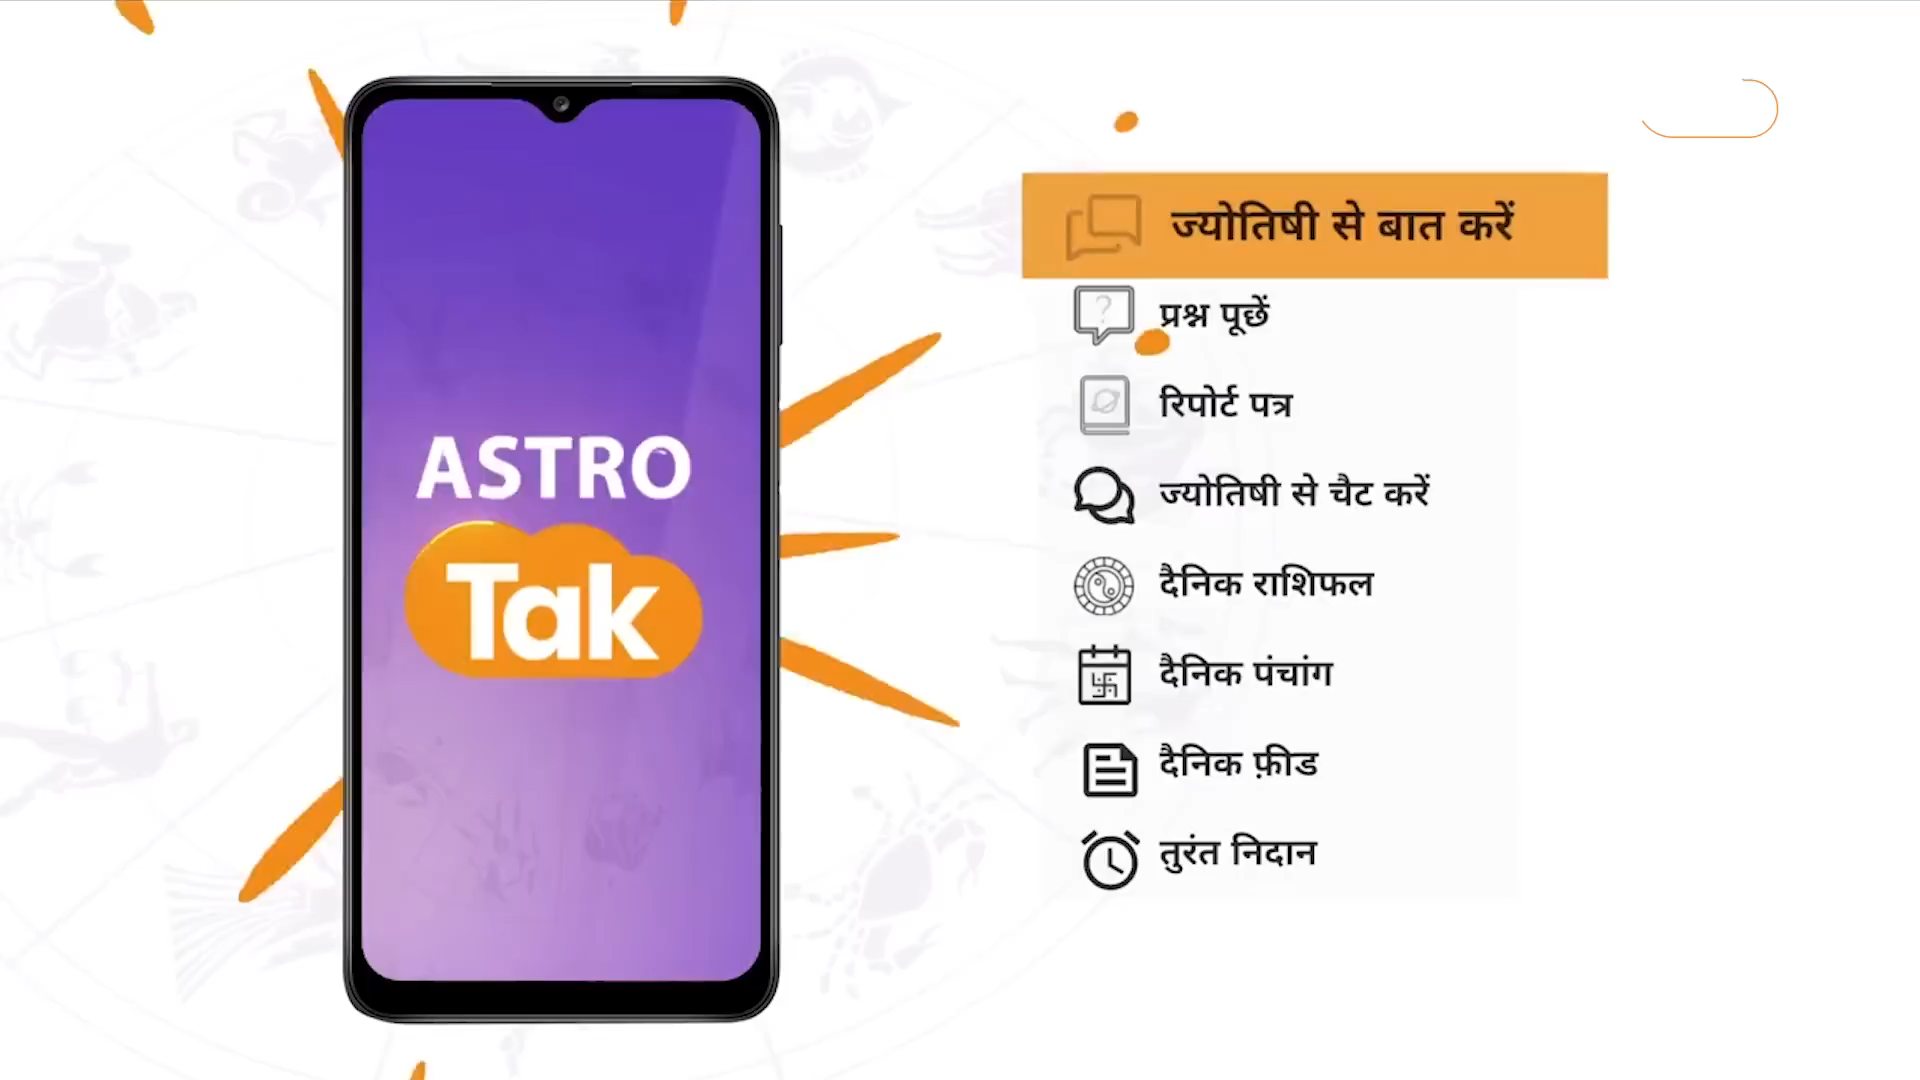 ASTRO
Tak
ज्योतिषी से बात करें
प्रश्न पूछें
रिपोर्ट पत्र
ज्योतिषी से चैट करें
दैनिक राशिफल
दैनिक पंचांग
दैनिक फ़ीड
तुरंत निदान